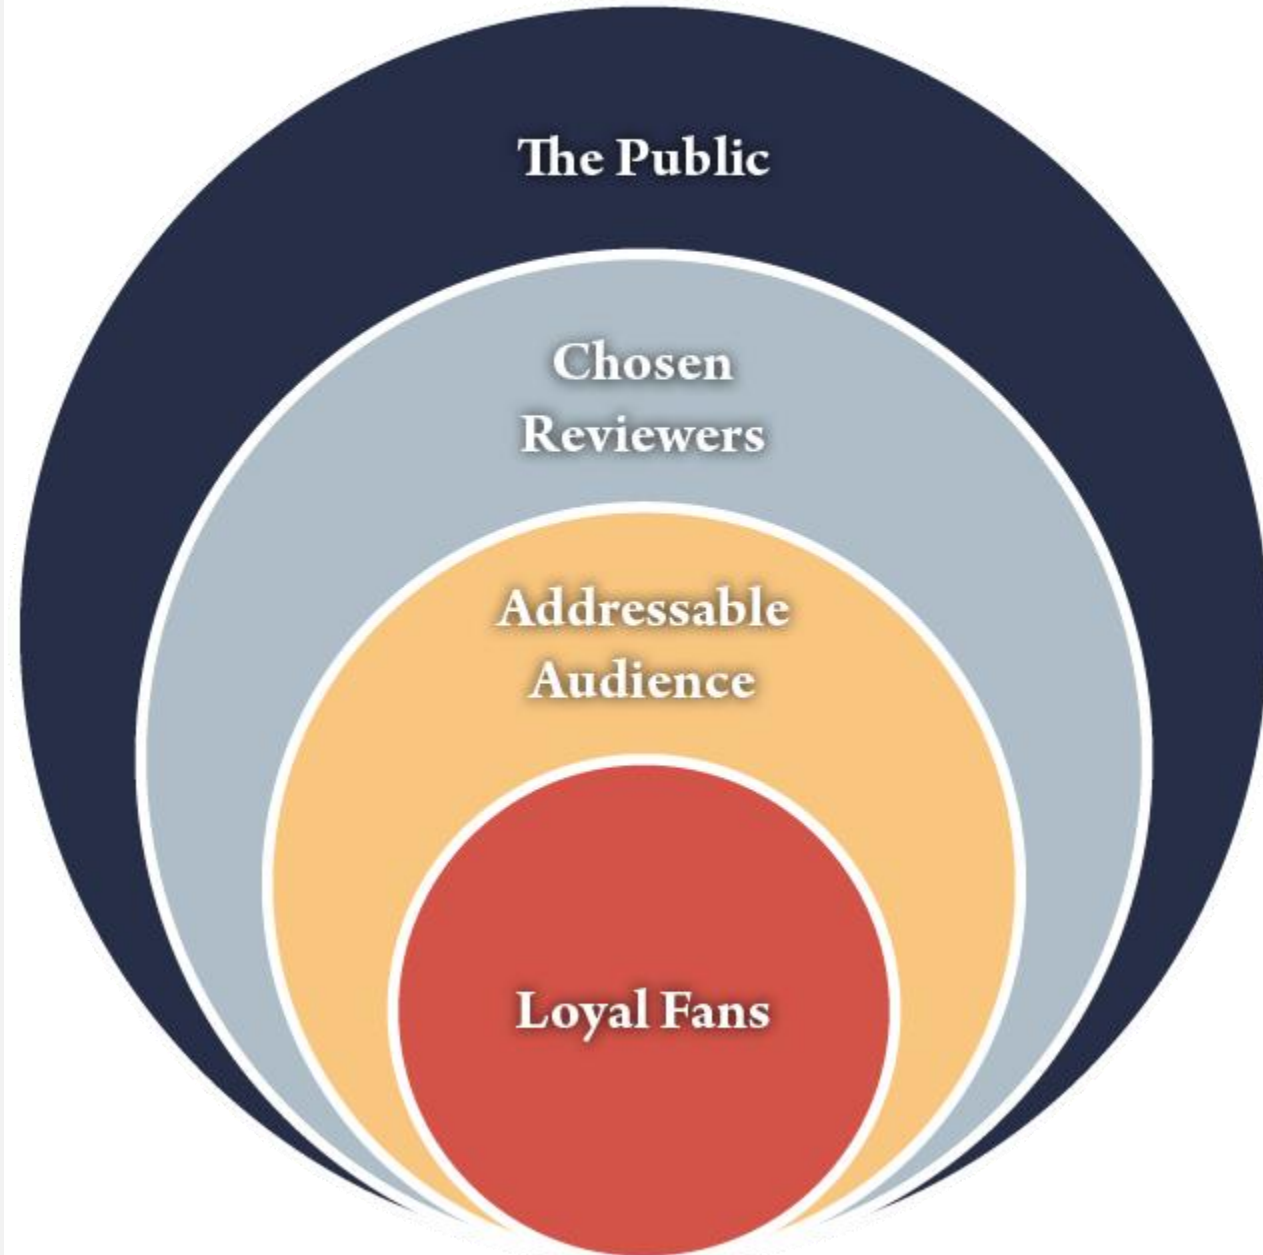 The Public
Chosen
Reviewers
Addressable
Audience
Loyal Fans